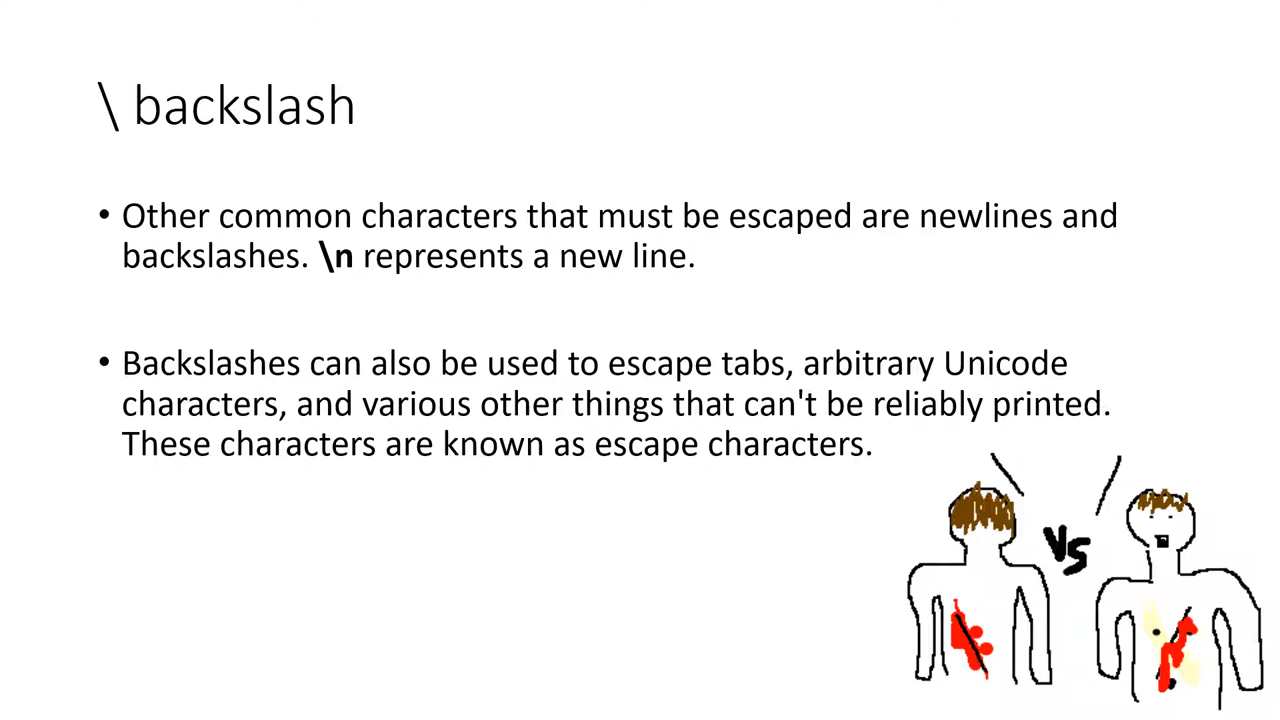 \ backslash
• Other common characters that must be escaped are newlines and
backslashes. \n represents a new line.
• Backslashes can also be used to escape tabs, arbitrary Unicode
characters, and various other things that can't be reliably printed.
These characters are known as escape characters.
\ /
VS